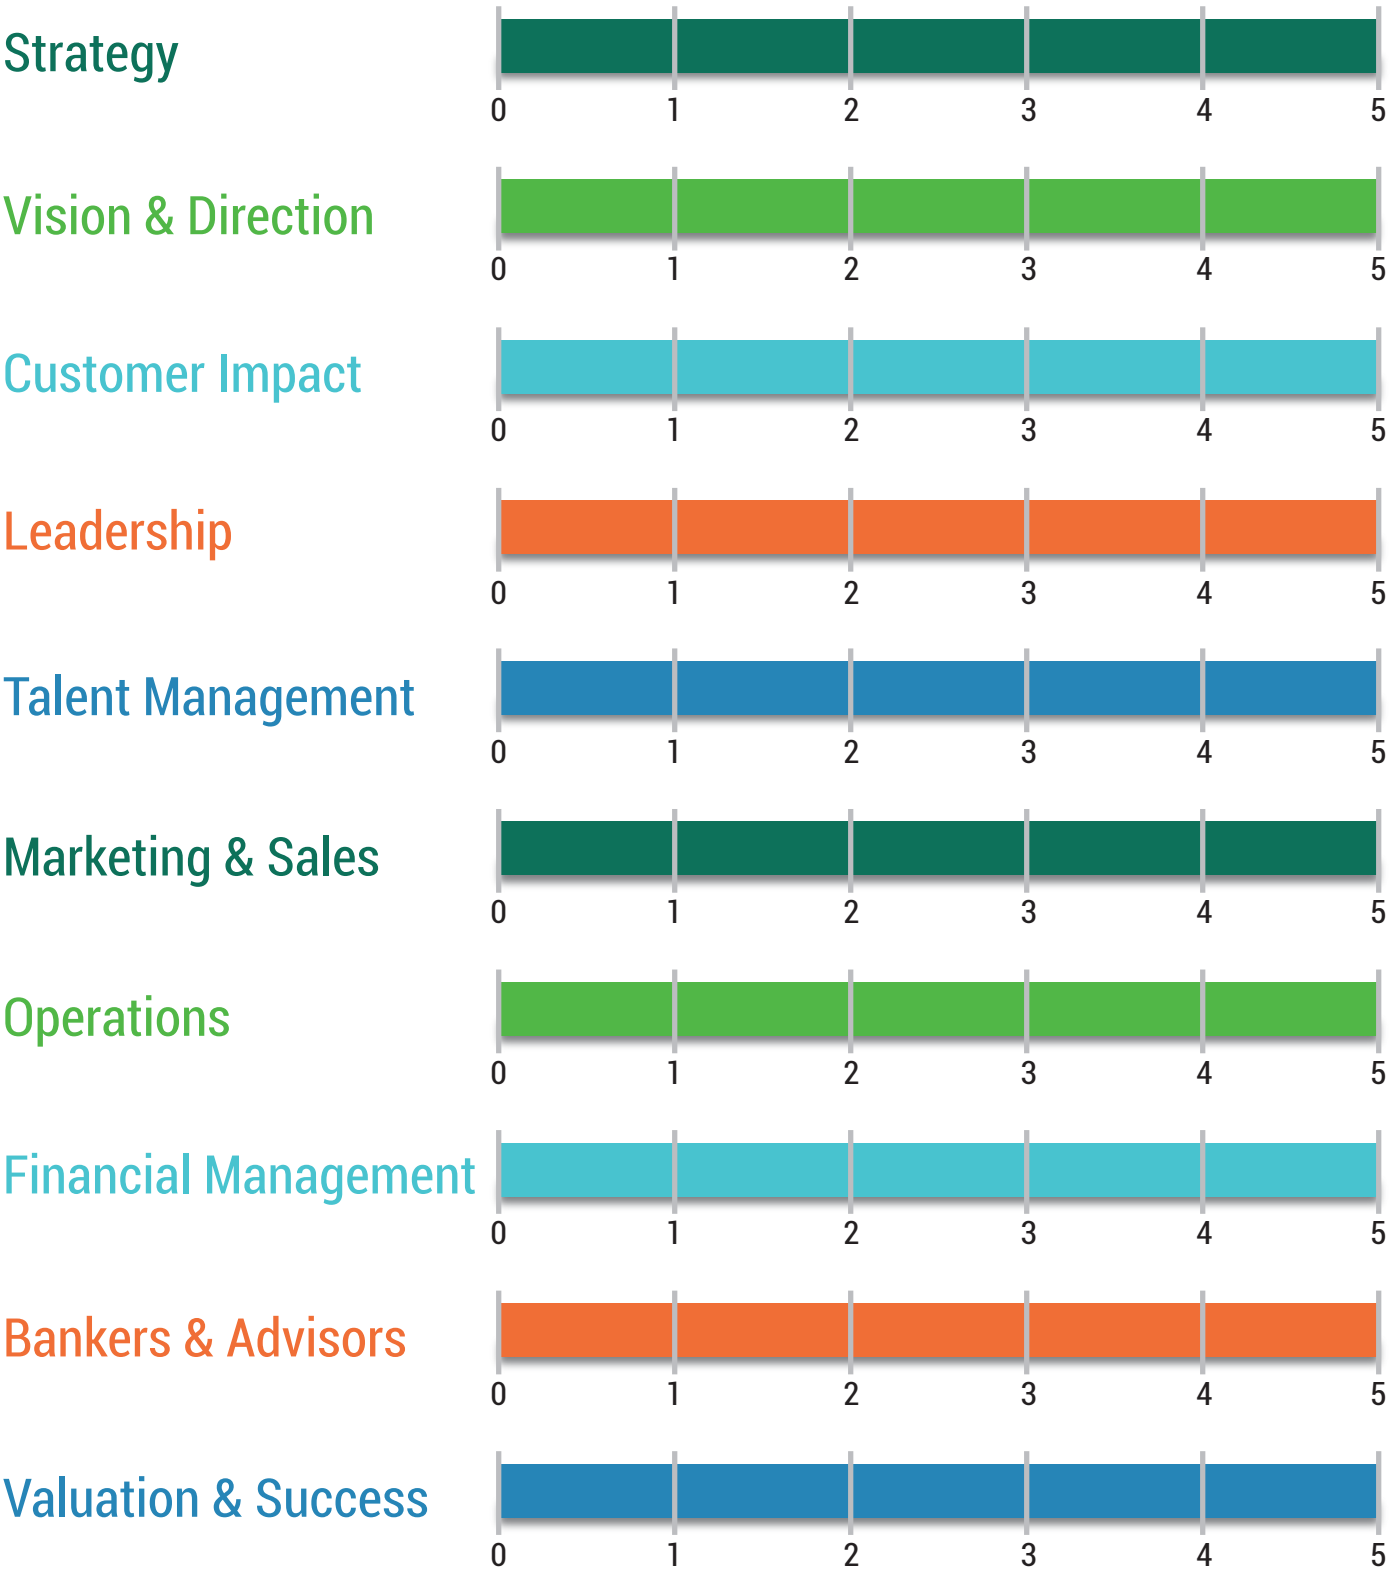 Strategy
0 1 2 3 4 5
Vision & Direction
0 1 2 3 4 5
Customer Impact
0 1 2 3 4 5
Leadership
0 1 2 3 4 5
Talent Management
0 1 2 3 4 5
Marketing & Sales
0 1 2 3 4 5
Operations
0 1 2 3 4 5
Financial Management
0 1 2 3 4 5
Bankers & Advisors
0 1 2 3 4 5
Valuation & Success
0 1 2 3 4 5